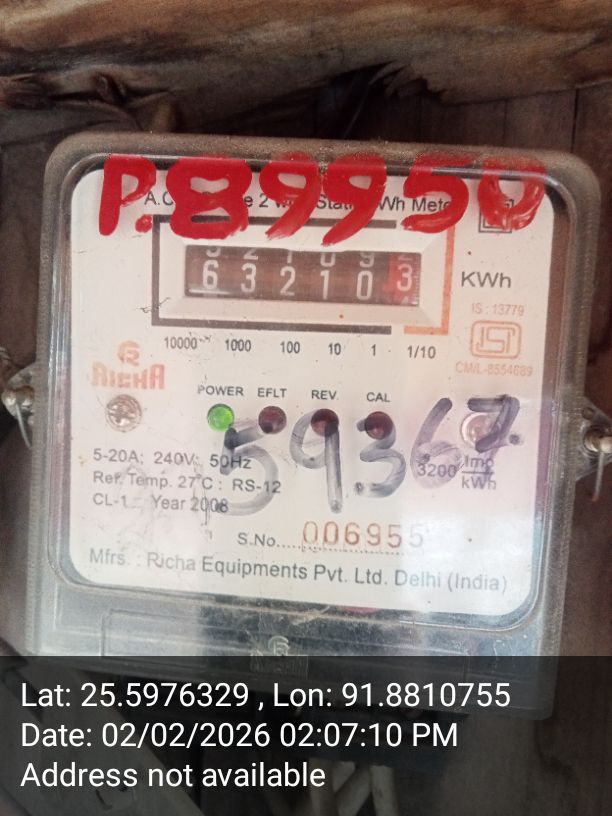 P.89950
KWh
632103
IS : 13779
10000 1000 100 10 1 1/10
CM/L-8554689
RICHA
POWER EFLT REV. CAL
59367
5-20A; 240V; 50Hz
3200 Imp/kWh
Ref. Temp. 27°C : RS-12
CL-1 Year 2008
S.No....006955
Mfrs. : Richa Equipments Pvt. Ltd. Delhi (India)
Lat: 25.5976329 , Lon: 91.8810755
Date: 02/02/2026 02:07:10 PM
Address not available